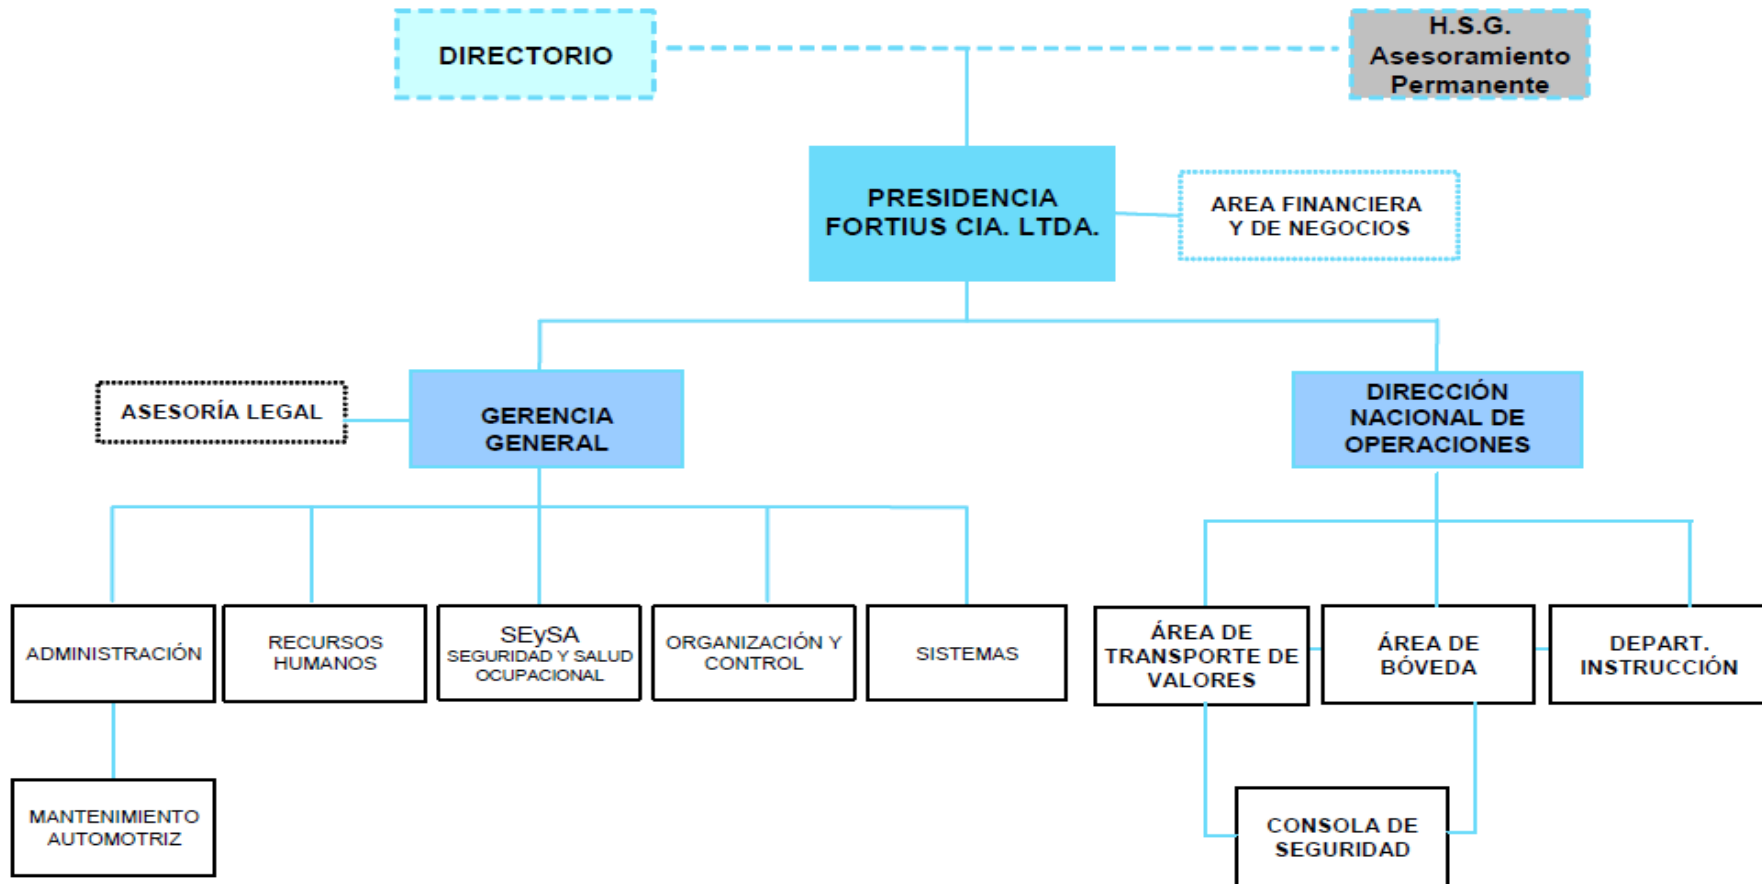 DIRECTORIO
H.S.G.
Asesoramiento
Permanente
PRESIDENCIA
FORTIUS CIA. LTDA.
AREA FINANCIERA
Y DE NEGOCIOS
ASESORÍA LEGAL
GERENCIA
GENERAL
DIRECCIÓN
NACIONAL DE
OPERACIONES
ADMINISTRACIÓN
RECURSOS
HUMANOS
SEySA
SEGURIDAD Y SALUD
OCUPACIONAL
ORGANIZACIÓN Y
CONTROL
SISTEMAS
ÁREA DE
TRANSPORTE DE
VALORES
ÁREA DE
BÓVEDA
DEPART.
INSTRUCCIÓN
MANTENIMIENTO
AUTOMOTRIZ
CONSOLA DE
SEGURIDAD